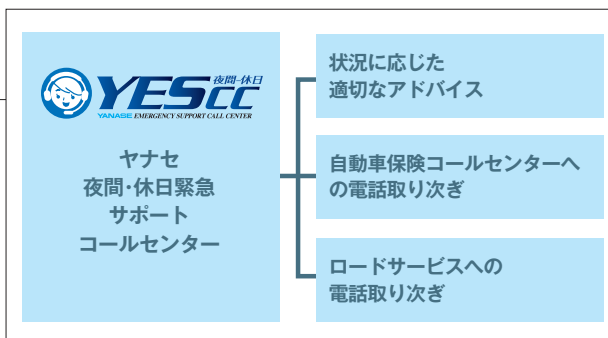 夜間-休日
YEScc
YANASE EMERGENCY SUPPORT CALL CENTER
ヤナセ
夜間・休日緊急
サポート
コールセンター
状況に応じた
適切なアドバイス
自動車保険コールセンターへ
の電話取り次ぎ
ロードサービスへの
電話取り次ぎ